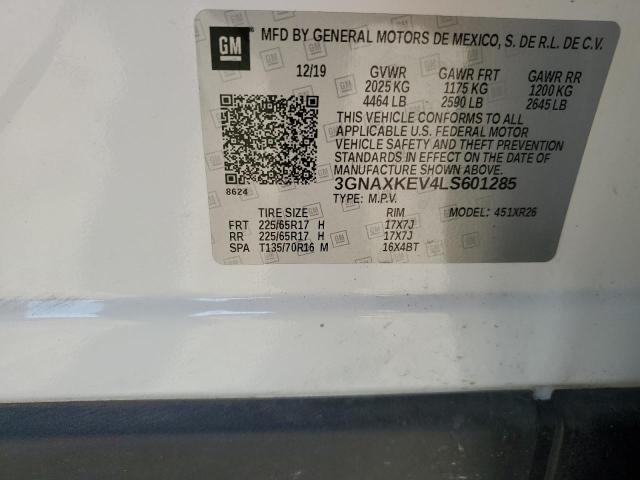 GM
MFD BY GENERAL MOTORS DE MEXICO, S. DE R.L. DE C.V.
12/19 GVWR GAWR FRT GAWR RR
2025 KG 1175 KG 1200 KG
4464 LB 2590 LB 2645 LB
THIS VEHICLE CONFORMS TO ALL
APPLICABLE U.S. FEDERAL MOTOR
VEHICLE SAFETY AND THEFT PREVENTION
STANDARDS IN EFFECT ON THE DATE OF
MANUFACTURE SHOWN ABOVE.
8624
3GNAXKEV4LS601285
TYPE: M.P.V. MODEL: 451XR26
TIRE SIZE RIM
FRT 225/65R17 H 17X7J
RR 225/65R17 H 17X7J
SPA T135/70R16 M 16X4BT